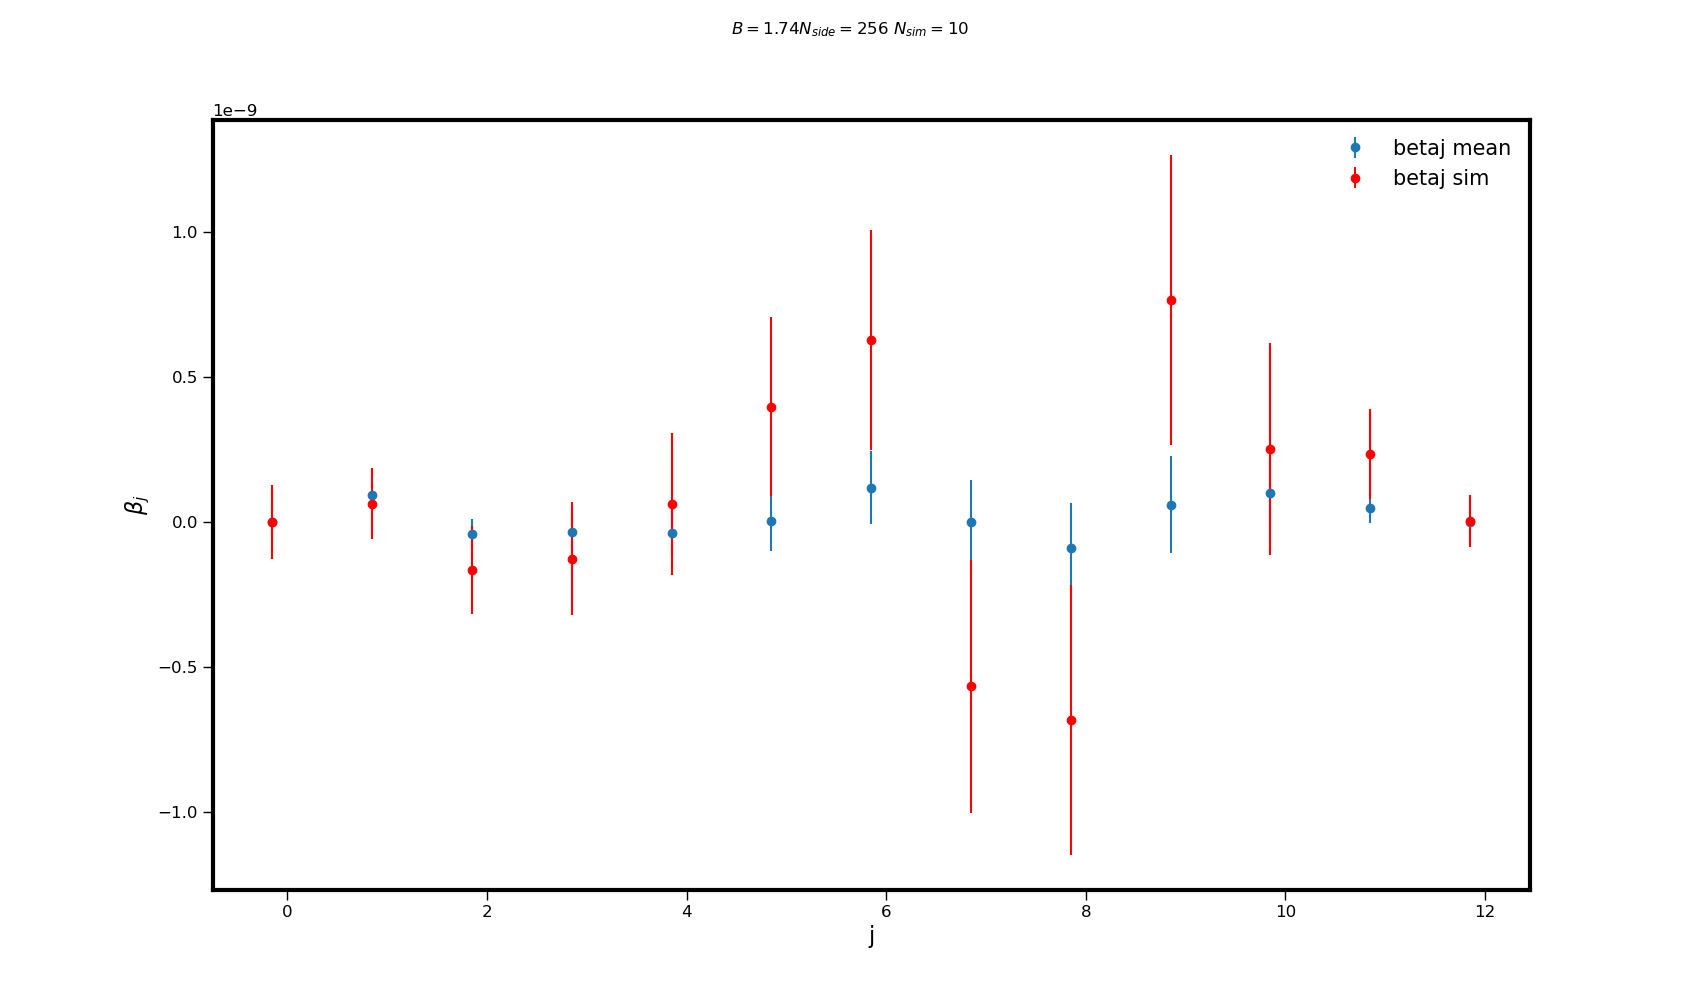 B = 1.74N_side = 256 N_sim = 10
1e−9
betaj mean
betaj sim
1.0
0.5
0.0
−0.5
−1.0
β_j
0 2 4 6 8 10 12
j